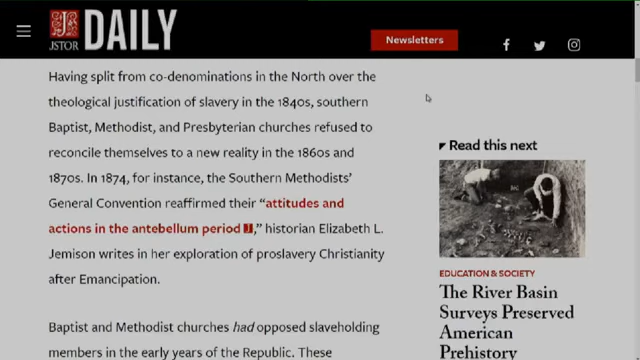 JSTOR DAILY
Newsletters
Having split from co-denominations in the North over the
theological justification of slavery in the 1840s, southern
Baptist, Methodist, and Presbyterian churches refused to
reconcile themselves to a new reality in the 1860s and
1870s. In 1874, for instance, the Southern Methodists’
General Convention reaffirmed their “attitudes and
actions in the antebellum period,” historian Elizabeth L.
Jemison writes in her exploration of proslavery Christianity
after Emancipation.
Baptist and Methodist churches had opposed slaveholding
members in the early years of the Republic. These
Read this next
EDUCATION & SOCIETY
The River Basin
Surveys Preserved
American
Prehistory